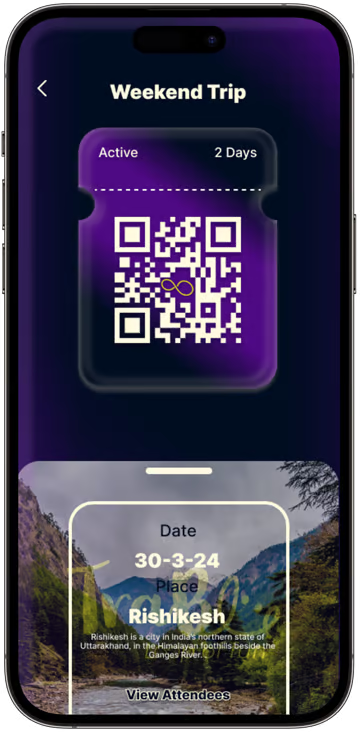 Weekend Trip
Active 2 Days
Date
30-3-24
Place
Rishikesh
Rishikesh is a city in India's northern state of
Uttarakhand, in the Himalayan foothills beside the
Ganges River...
View Attendees